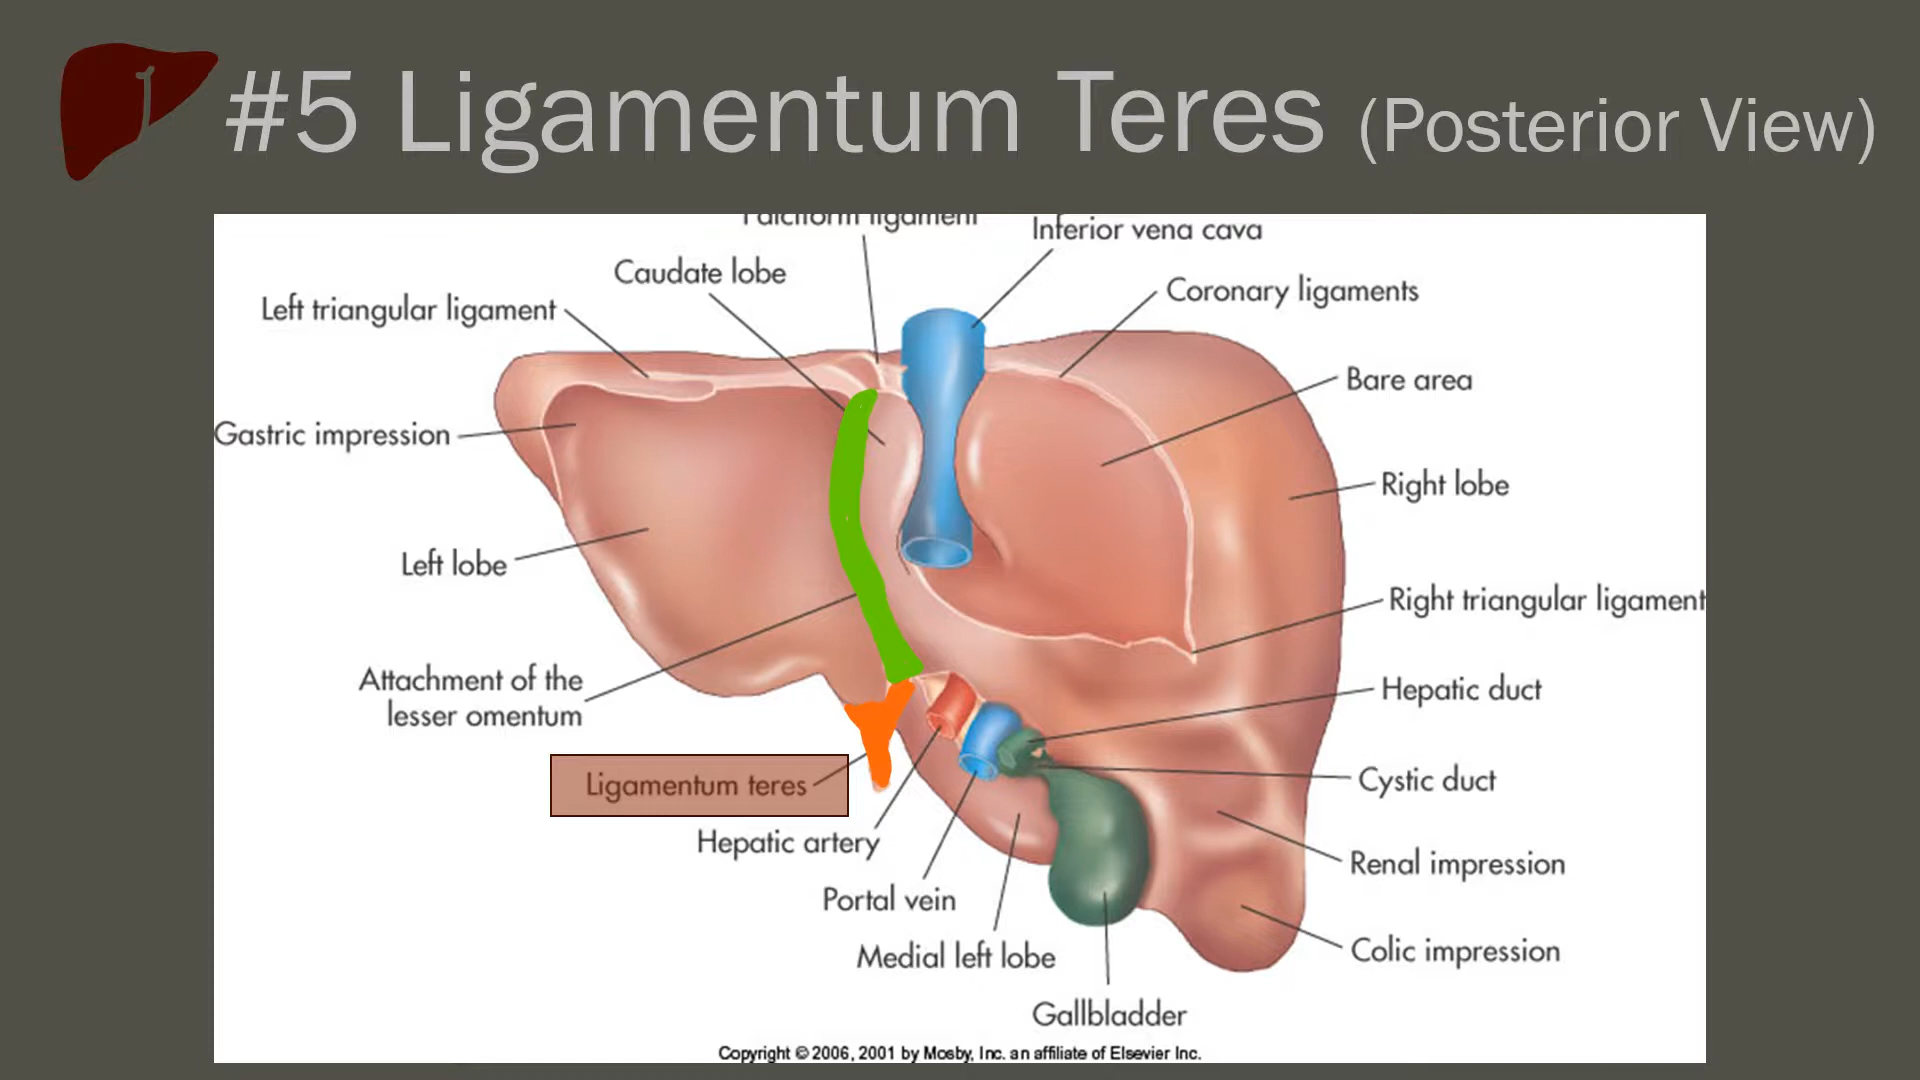 #5 Ligamentum Teres (Posterior View)
Falciform ligament
Inferior vena cava
Caudate lobe
Coronary ligaments
Left triangular ligament
Bare area
Gastric impression
Right lobe
Left lobe
Right triangular ligament
Attachment of the
lesser omentum
Hepatic duct
Ligamentum teres
Cystic duct
Hepatic artery
Renal impression
Portal vein
Medial left lobe
Colic impression
Gallbladder
Copyright © 2006, 2001 by Mosby, Inc. an affiliate of Elsevier Inc.